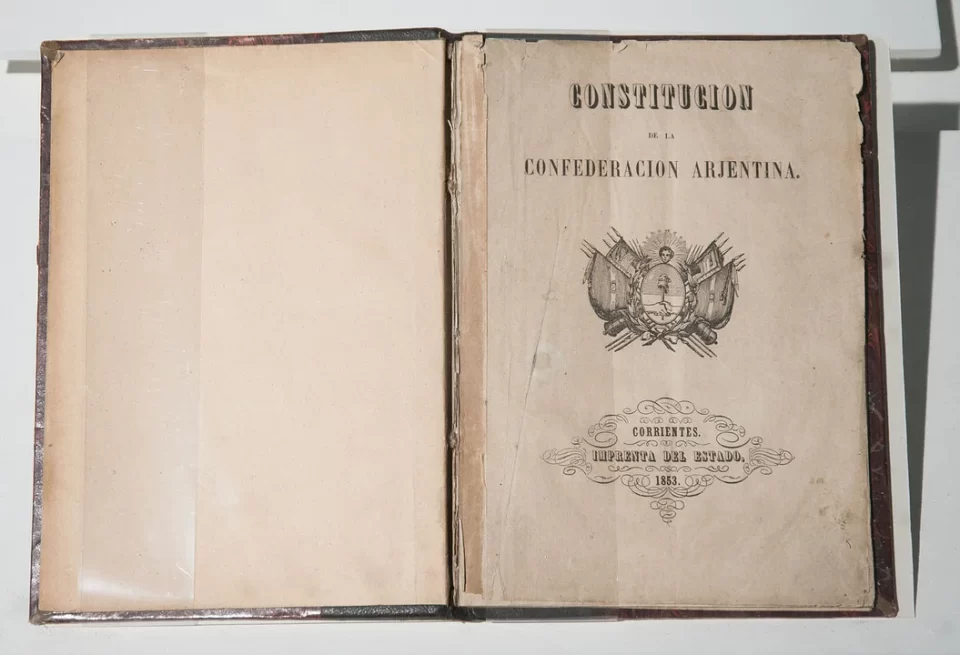 CONSTITUCION
DE LA
CONFEDERACION ARJENTINA.
CORRIENTES.
IMPRENTA DEL ESTADO.
1853.